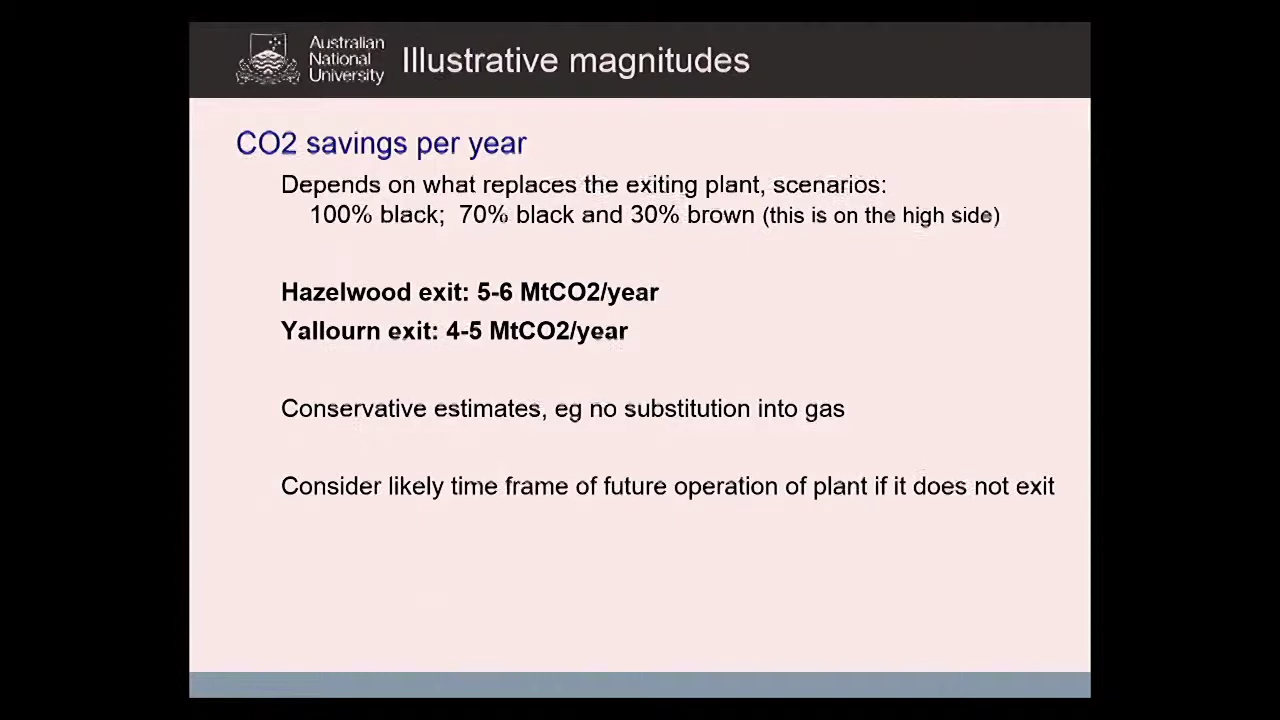 Australian
National
University
Illustrative magnitudes
CO2 savings per year
Depends on what replaces the exiting plant, scenarios:
100% black; 70% black and 30% brown (this is on the high side)
Hazelwood exit: 5-6 MtCO2/year
Yallourn exit: 4-5 MtCO2/year
Conservative estimates, eg no substitution into gas
Consider likely time frame of future operation of plant if it does not exit